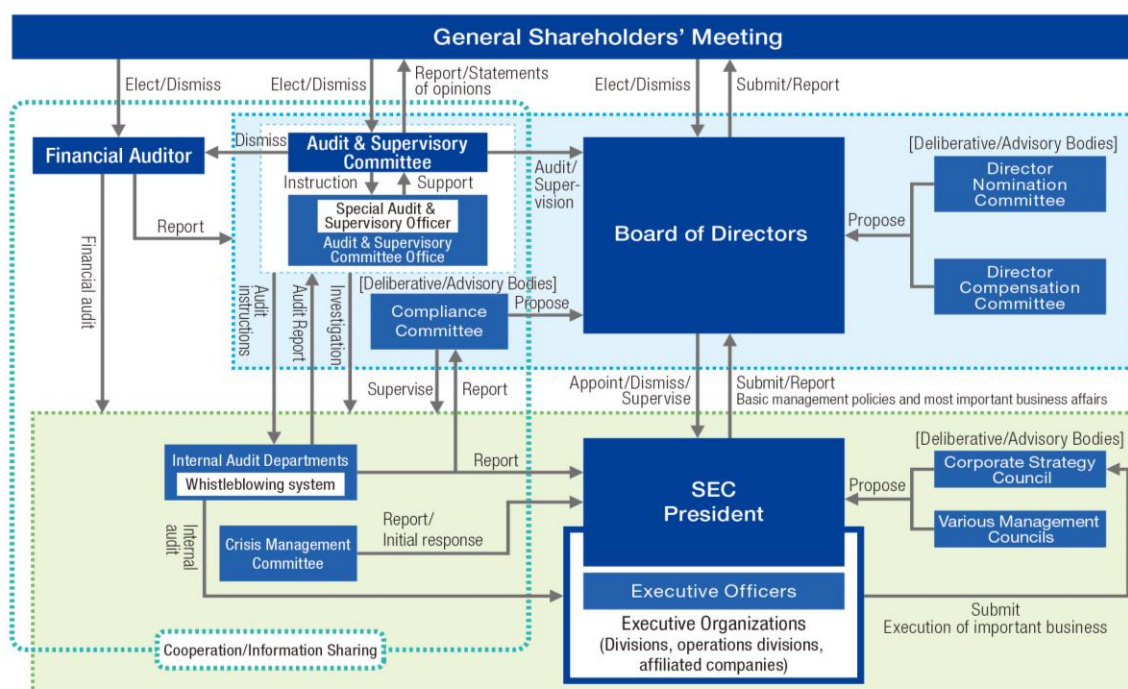 General Shareholders' Meeting
Elect/Dismiss
Elect/Dismiss
Report/Statements
of opinions
Elect/Dismiss
Submit/Report
Financial Auditor
Dismiss
Audit & Supervisory
Committee
Audit/
Super-
vision
Instruction
Support
Special Audit &
Supervisory Officer
Audit & Supervisory
Committee Office
Board of Directors
[Deliberative/Advisory Bodies]
Director
Nomination
Committee
Propose
Director
Compensation
Committee
Report
Financial audit
Audit
instructions
Audit Report
Investigation
[Deliberative/Advisory Bodies]
Compliance
Committee
Propose
Supervise
Report
Appoint/Dismiss/
Supervise
Submit/Report
Basic management policies and most important business affairs
Internal Audit Departments
Whistleblowing system
Report
SEC
President
[Deliberative/Advisory Bodies]
Corporate Strategy
Council
Propose
Various Management
Councils
Internal
audit
Crisis Management
Committee
Report/
Initial response
Executive Officers
Executive Organizations
(Divisions, operations divisions,
affiliated companies)
Submit
Execution of important business
Cooperation/Information Sharing